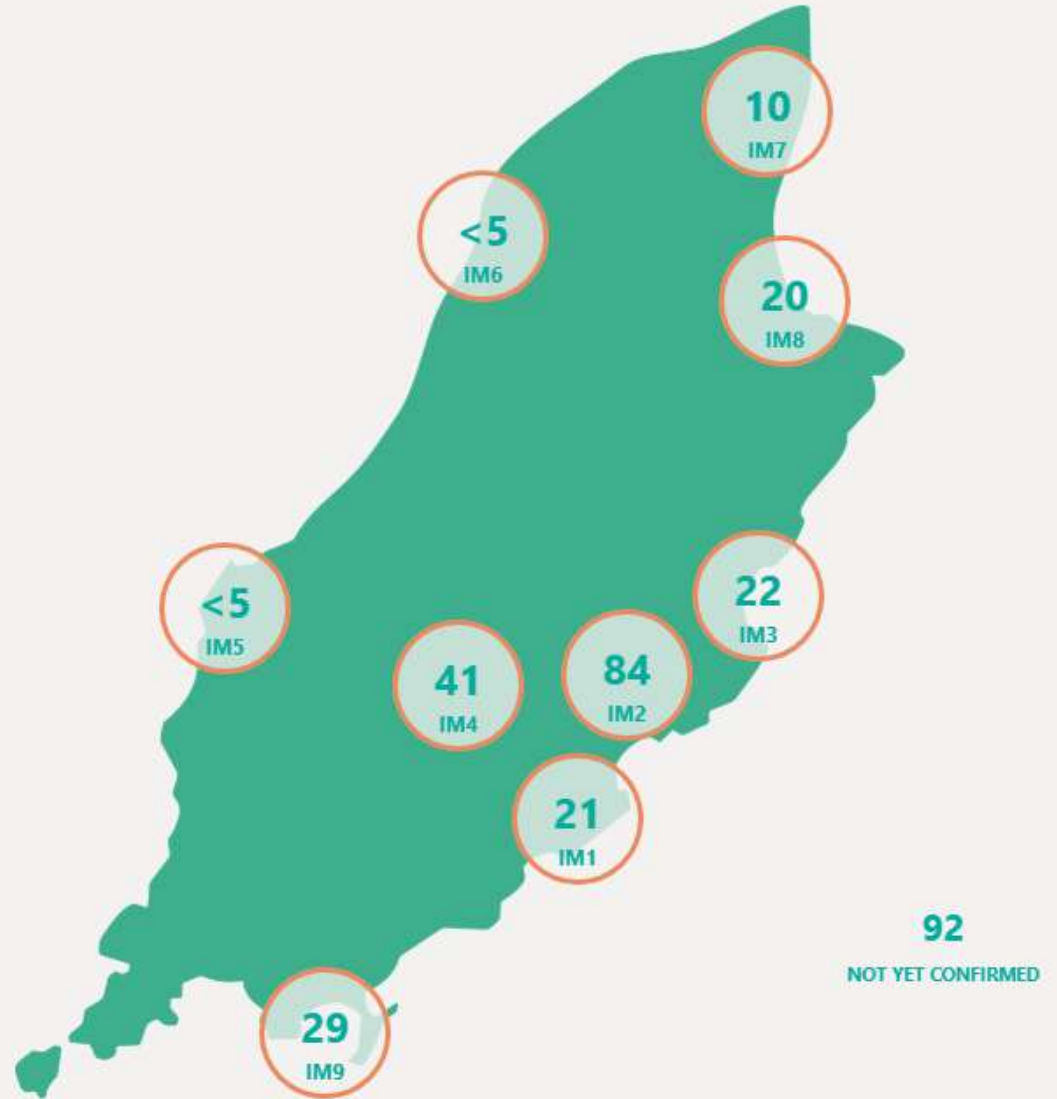 10
IM7
<5
IM6
20
IM8
22
IM3
<5
IM5
84
IM2
41
IM4
21
IM1
92
NOT YET CONFIRMED
29
IM9